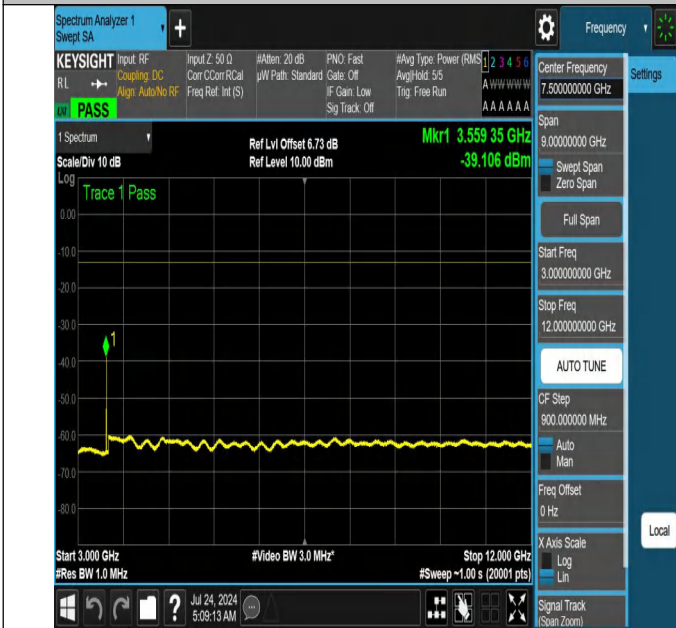 Spectrum Analyzer 1
Swept SA
+
Frequency
KEYSIGHT
RL
Input: RF
Coupling: DC
Align: Auto/No RF
Input Z: 50 Ω
Corr CCorr RCal
Freq Ref: Int (S)
#Atten: 20 dB
µW Path: Standard
PNO: Fast
Gate: Off
IF Gain: Low
Sig Track: Off
#Avg Type: Power (RMS
Avg|Hold: 5/5
Trig: Free Run
1 2 3 4 5 6
A W W W W W
A A A A A A
PASS
1 Spectrum
Scale/Div 10 dB
Ref Lvl Offset 6.73 dB
Ref Level 10.00 dBm
Mkr1 3.559 35 GHz
-39.106 dBm
Log
Trace 1 Pass
0.00
-10.0
-20.0
-30.0
-40.0
-50.0
-60.0
-70.0
-80.0
1
Start 3.000 GHz
#Res BW 1.0 MHz
#Video BW 3.0 MHz*
Stop 12.000 GHz
#Sweep ~1.00 s (20001 pts)
Center Frequency
7.500000000 GHz
Settings
Span
9.00000000 GHz
Swept Span
Zero Span
Full Span
Start Freq
3.000000000 GHz
Stop Freq
12.000000000 GHz
AUTO TUNE
CF Step
900.000000 MHz
Auto
Man
Freq Offset
0 Hz
X Axis Scale
Log
Lin
Local
Signal Track
(Span Zoom)
?
Jul 24, 2024
5:09:13 AM